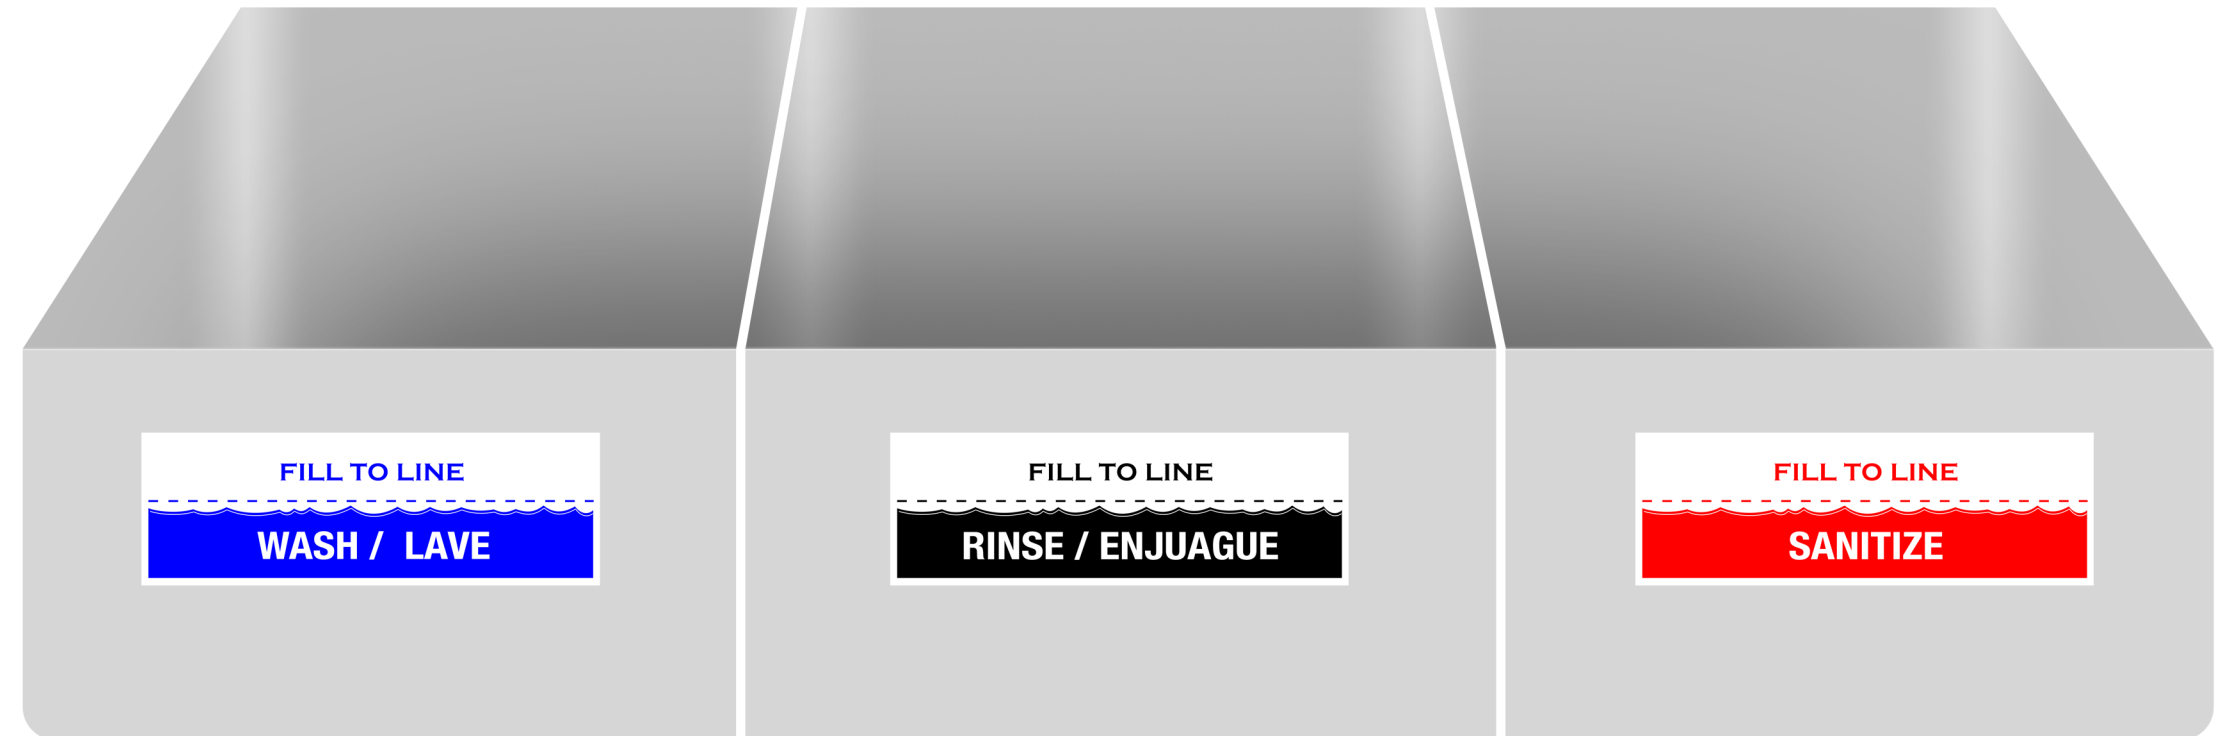 FILL TO LINE
WASH /  LAVE
FILL TO LINE
RINSE / ENJUAGUE
FILL TO LINE
SANITIZE